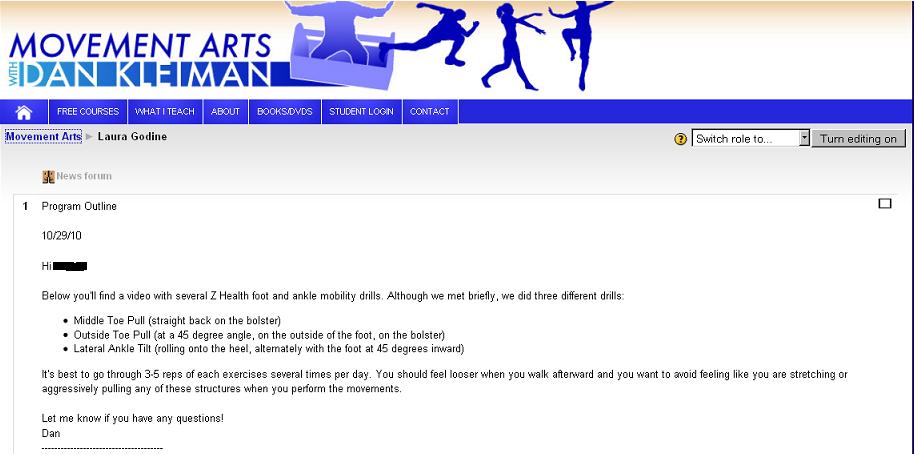 MOVEMENT ARTS
WITH DAN KLEIMAN
FREE COURSES WHAT I TEACH ABOUT BOOKS/DVDS STUDENT LOGIN CONTACT
Movement Arts ► Laura Godine
? Switch role to... Turn editing on
News forum
1 Program Outline
10/29/10
Hi
Below you'll find a video with several Z Health foot and ankle mobility drills. Although we met briefly, we did three different drills:
• Middle Toe Pull (straight back on the bolster)
• Outside Toe Pull (at a 45 degree angle, on the outside of the foot, on the bolster)
• Lateral Ankle Tilt (rolling onto the heel, alternately with the foot at 45 degrees inward)
It's best to go through 3-5 reps of each exercises several times per day. You should feel looser when you walk afterward and you want to avoid feeling like you are stretching or
aggressively pulling any of these structures when you perform the movements.
Let me know if you have any questions!
Dan
-------------------------------------